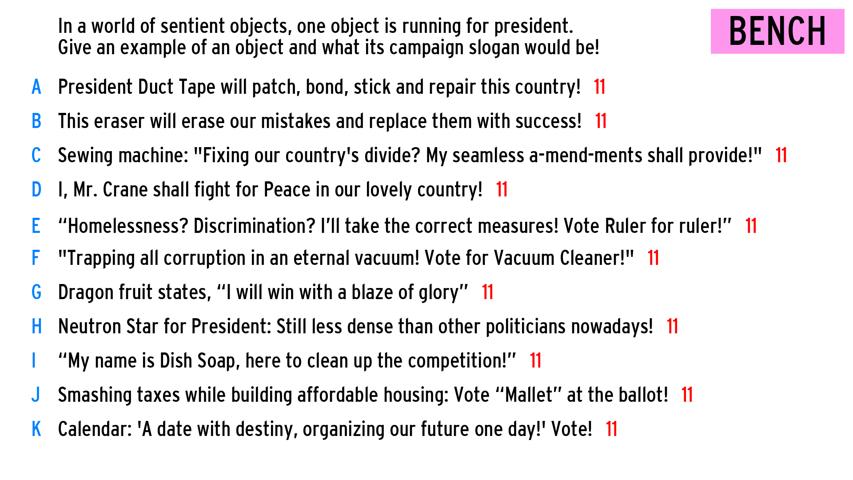 In a world of sentient objects, one object is running for president.
Give an example of an object and what its campaign slogan would be!
BENCH
A President Duct Tape will patch, bond, stick and repair this country! 11
B This eraser will erase our mistakes and replace them with success! 11
C Sewing machine: "Fixing our country's divide? My seamless a-mend-ments shall provide!" 11
D I, Mr. Crane shall fight for Peace in our lovely country! 11
E “Homelessness? Discrimination? I’ll take the correct measures! Vote Ruler for ruler!” 11
F "Trapping all corruption in an eternal vacuum! Vote for Vacuum Cleaner!" 11
G Dragon fruit states, “I will win with a blaze of glory” 11
H Neutron Star for President: Still less dense than other politicians nowadays! 11
I “My name is Dish Soap, here to clean up the competition!” 11
J Smashing taxes while building affordable housing: Vote “Mallet” at the ballot! 11
K Calendar: 'A date with destiny, organizing our future one day!' Vote! 11